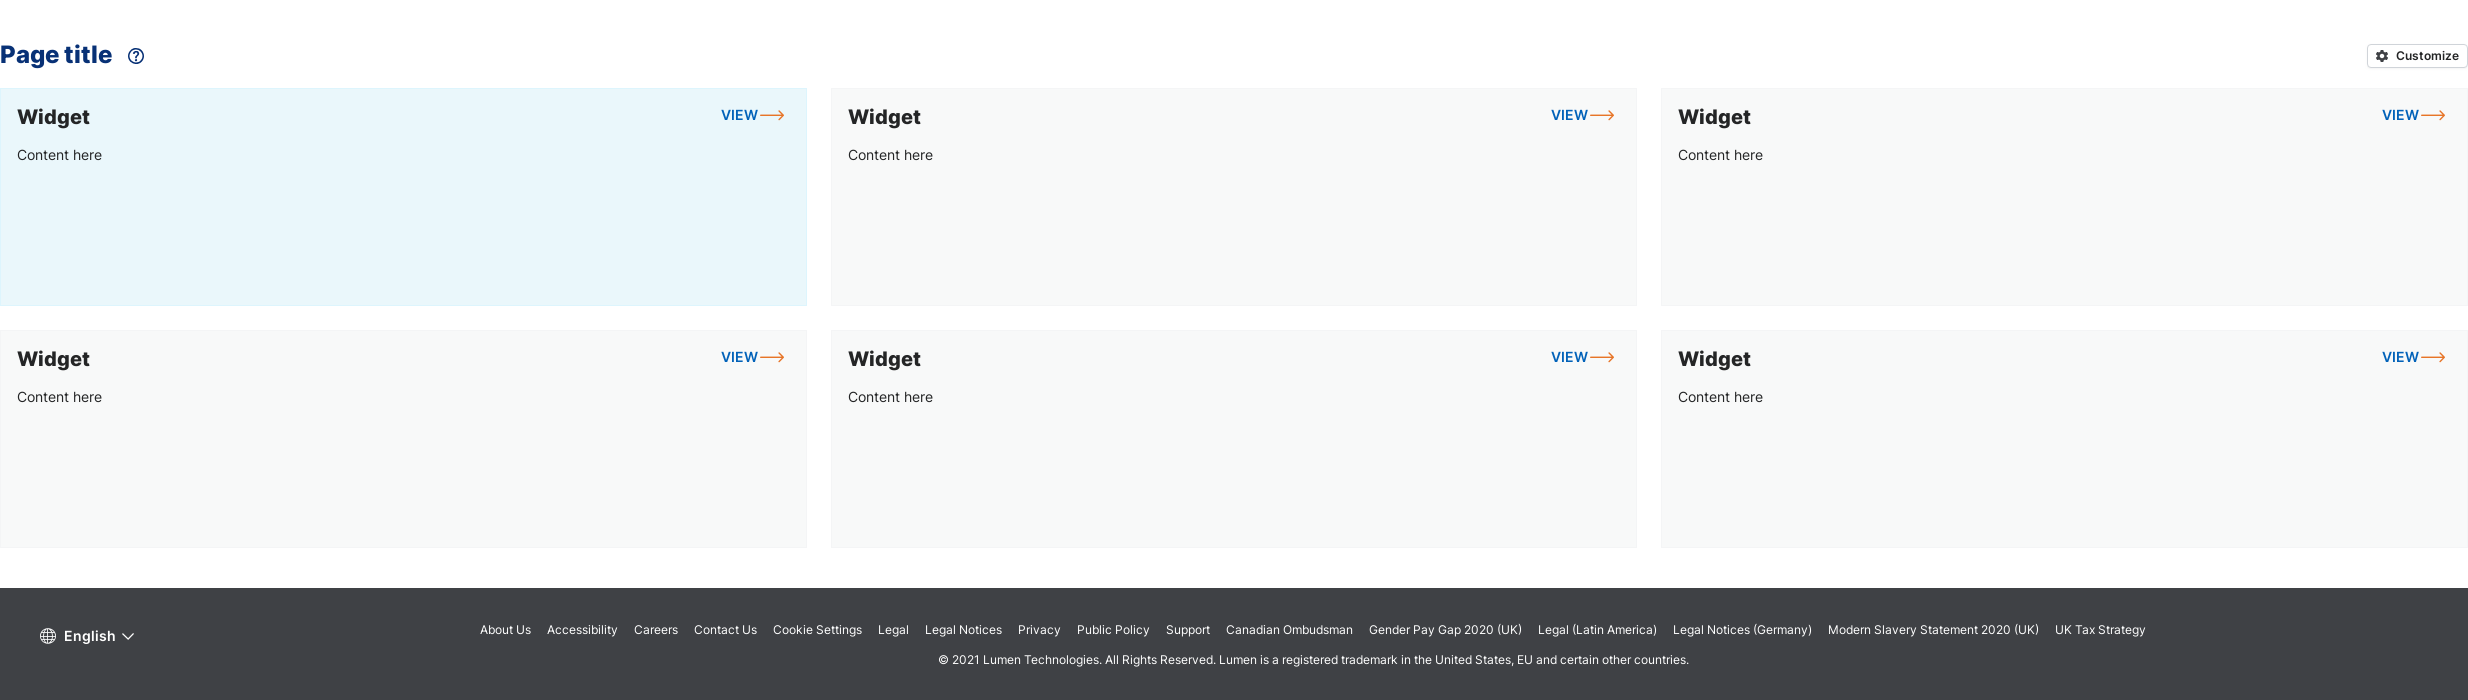 Page title
Customize
Widget VIEW
Content here
Widget VIEW
Content here
Widget VIEW
Content here
Widget VIEW
Content here
Widget VIEW
Content here
Widget VIEW
Content here
English
About Us Accessibility Careers Contact Us Cookie Settings Legal Legal Notices Privacy Public Policy Support Canadian Ombudsman Gender Pay Gap 2020 (UK) Legal (Latin America) Legal Notices (Germany) Modern Slavery Statement 2020 (UK) UK Tax Strategy
© 2021 Lumen Technologies. All Rights Reserved. Lumen is a registered trademark in the United States, EU and certain other countries.